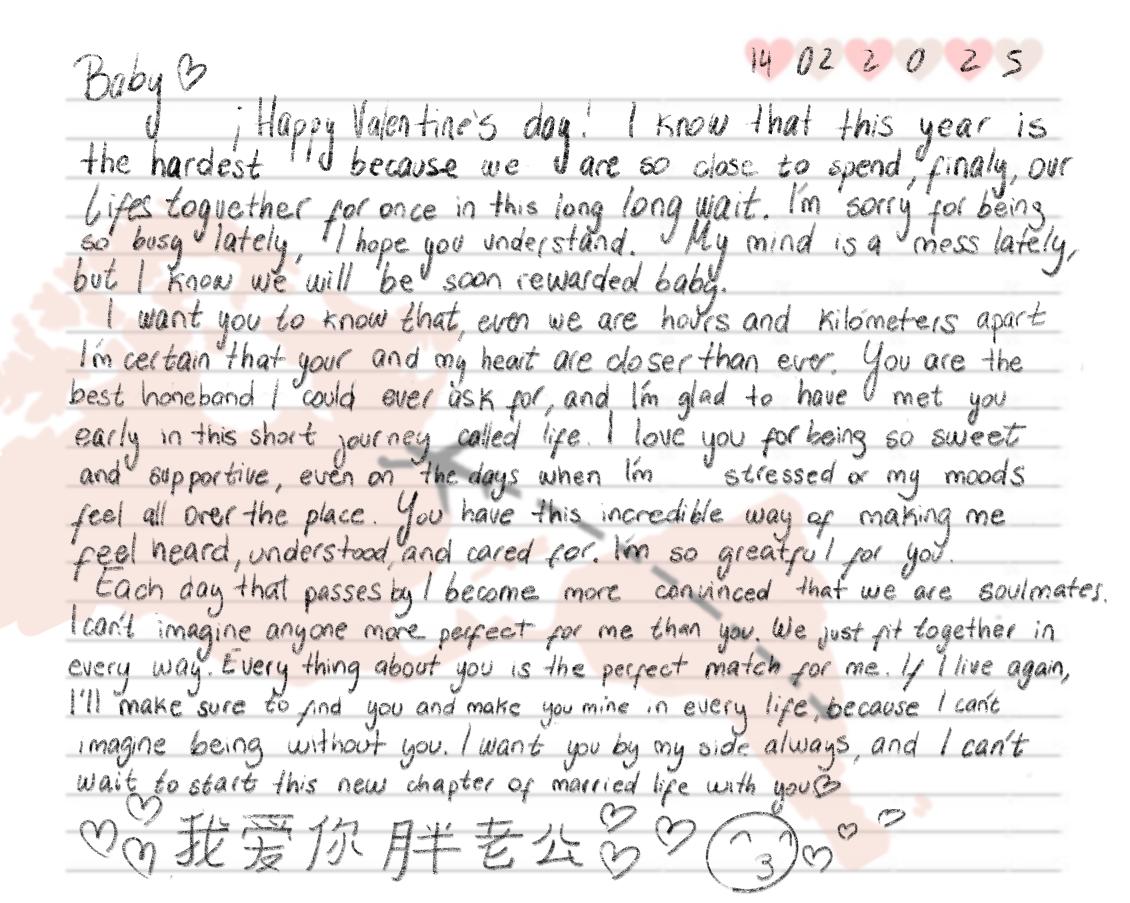 14 02 2 0 2 5
Baby
¡Happy Valentine's day! I know that this year is
the hardest because we are so close to spend, finaly, our
lifes toguether for once in this long long wait. I'm sorry for being
so busy lately, I hope you understand. My mind is a mess lately,
but I know we will be soon rewarded baby.
I want you to know that, even we are hours and kilometers apart
I'm certain that your and my heart are closer than ever. You are the
best honeband I could ever ask for, and I'm glad to have met you
early in this short journey called life. I love you for being so sweet
and supportive, even on the days when I'm stressed or my moods
feel all over the place. You have this incredible way of making me
feel heard, understood, and cared for. I'm so greatful for you.
Each day that passes by I become more convinced that we are soulmates.
I can't imagine anyone more perfect for me than you. We just fit together in
every way. Every thing about you is the perfect match for me. If I live again,
I'll make sure to find you and make you mine in every life, because I can't
imagine being without you. I want you by my side always, and I can't
wait to start this new chapter of married life with you
我爱你胖老公